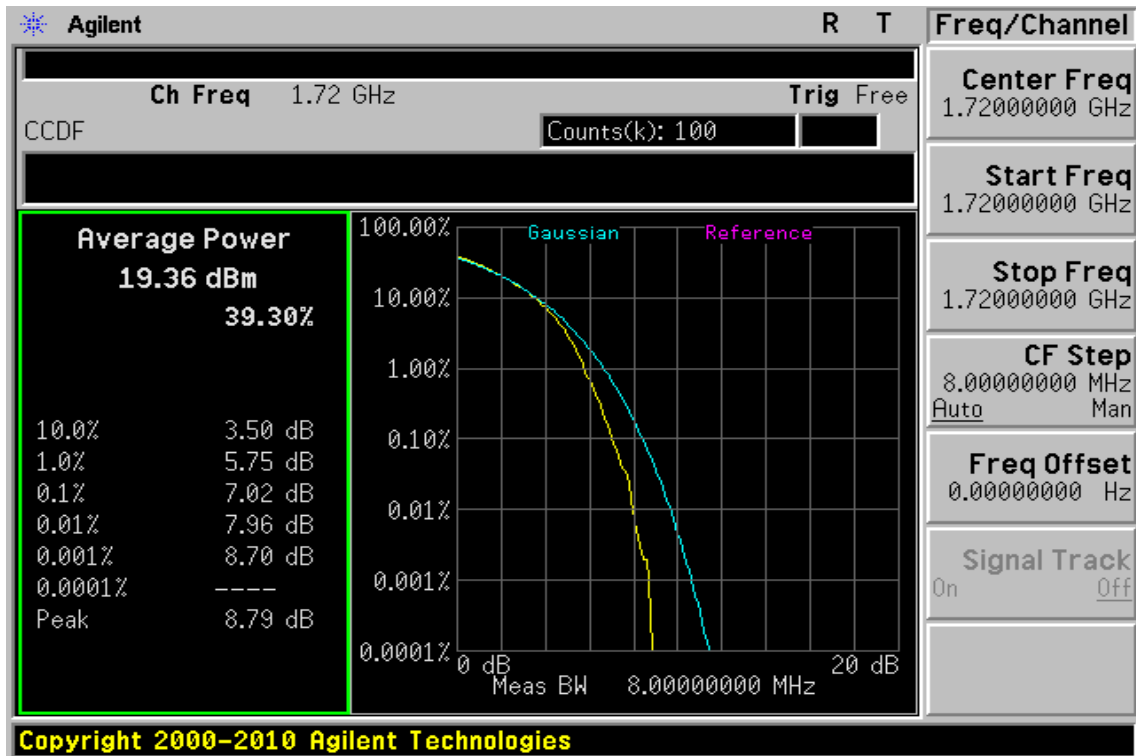 Agilent
R T
Freq/Channel
Ch Freq 1.72 GHz
Trig Free
CCDF
Counts(k): 100
Average Power
19.36 dBm
39.30%
10.0% 3.50 dB
1.0% 5.75 dB
0.1% 7.02 dB
0.01% 7.96 dB
0.001% 8.70 dB
0.0001% ----
Peak 8.79 dB
Gaussian
Reference
100.00%
10.00%
1.00%
0.10%
0.01%
0.001%
0.0001%
0 dB
20 dB
Meas BW 8.00000000 MHz
Center Freq
1.72000000 GHz
Start Freq
1.72000000 GHz
Stop Freq
1.72000000 GHz
CF Step
8.00000000 MHz
Auto Man
Freq Offset
0.00000000 Hz
Signal Track
On Off
Copyright 2000-2010 Agilent Technologies